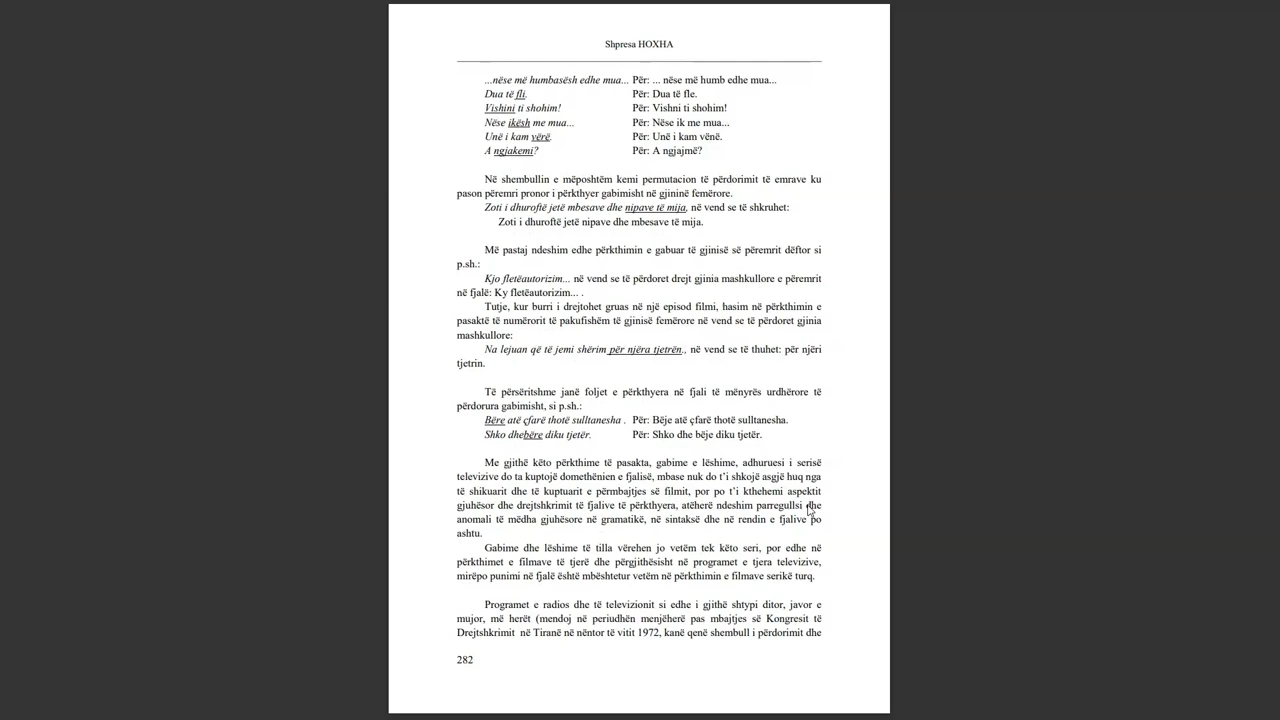 Shpresa HOXHA
...nëse më humbasësh edhe mua... Për: ... nëse më humb edhe mua...
Dua të fli. Për: Dua të fle.
Vishini ti shohim! Për: Vishni ti shohim!
Nëse ikësh me mua... Për: Nëse ik me mua...
Unë i kam vërë. Për: Unë i kam vënë.
A ngjakemi? Për: A ngjajmë?
Në shembullin e mëposhtëm kemi permutacion të përdorimit të emrave ku
pason përemri pronor i përkthyer gabimisht në gjininë femërore.
Zoti i dhuroftë jetë mbesave dhe nipave të mija, në vend se të shkruhet:
Zoti i dhuroftë jetë nipave dhe mbesave të mija.
Më pastaj ndeshim edhe përkthimin e gabuar të gjinisë së përemrit dëftor si
p.sh.:
Kjo fletëautorizim... në vend se të përdoret drejt gjinia mashkullore e përemrit
në fjalë: Ky fletëautorizim... .
Tutje, kur burri i drejtohet gruas në një episod filmi, hasim në përkthimin e
pasaktë të numërorit të pakufishëm të gjinisë femërore në vend se të përdoret gjinia
mashkullore:
Na lejuan që të jemi shërim për njëra tjetrën., në vend se të thuhet: për njëri
tjetrin.
Të përsëritshme janë foljet e përkthyera në fjali të mënyrës urdhërore të
përdorura gabimisht, si p.sh.:
Bëre atë çfarë thotë sulltanesha . Për: Bëje atë çfarë thotë sulltanesha.
Shko dhebëre diku tjetër. Për: Shko dhe bëje diku tjetër.
Me gjithë këto përkthime të pasakta, gabime e lëshime, adhuruesi i serisë
televizive do ta kuptojë domethënien e fjalisë, mbase nuk do t’i shkojë asgjë huq nga
të shikuarit dhe të kuptuarit e përmbajtjes së filmit, por po t’i kthehemi aspektit
gjuhësor dhe drejtshkrimit të fjalive të përkthyera, atëherë ndeshim parregullsi dhe
anomali të mëdha gjuhësore në gramatikë, në sintaksë dhe në rendin e fjalive po
ashtu.
Gabime dhe lëshime të tilla vërehen jo vetëm tek këto seri, por edhe në
përkthimet e filmave të tjerë dhe përgjithësisht në programet e tjera televizive,
mirëpo punimi në fjalë është mbështetur vetëm në përkthimin e filmave serikë turq.
Programet e radios dhe të televizionit si edhe i gjithë shtypi ditor, javor e
mujor, më herët (mendoj në periudhën menjëherë pas mbajtjes së Kongresit të
Drejtshkrimit në Tiranë në nëntor të vitit 1972, kanë qenë shembull i përdorimit dhe
282